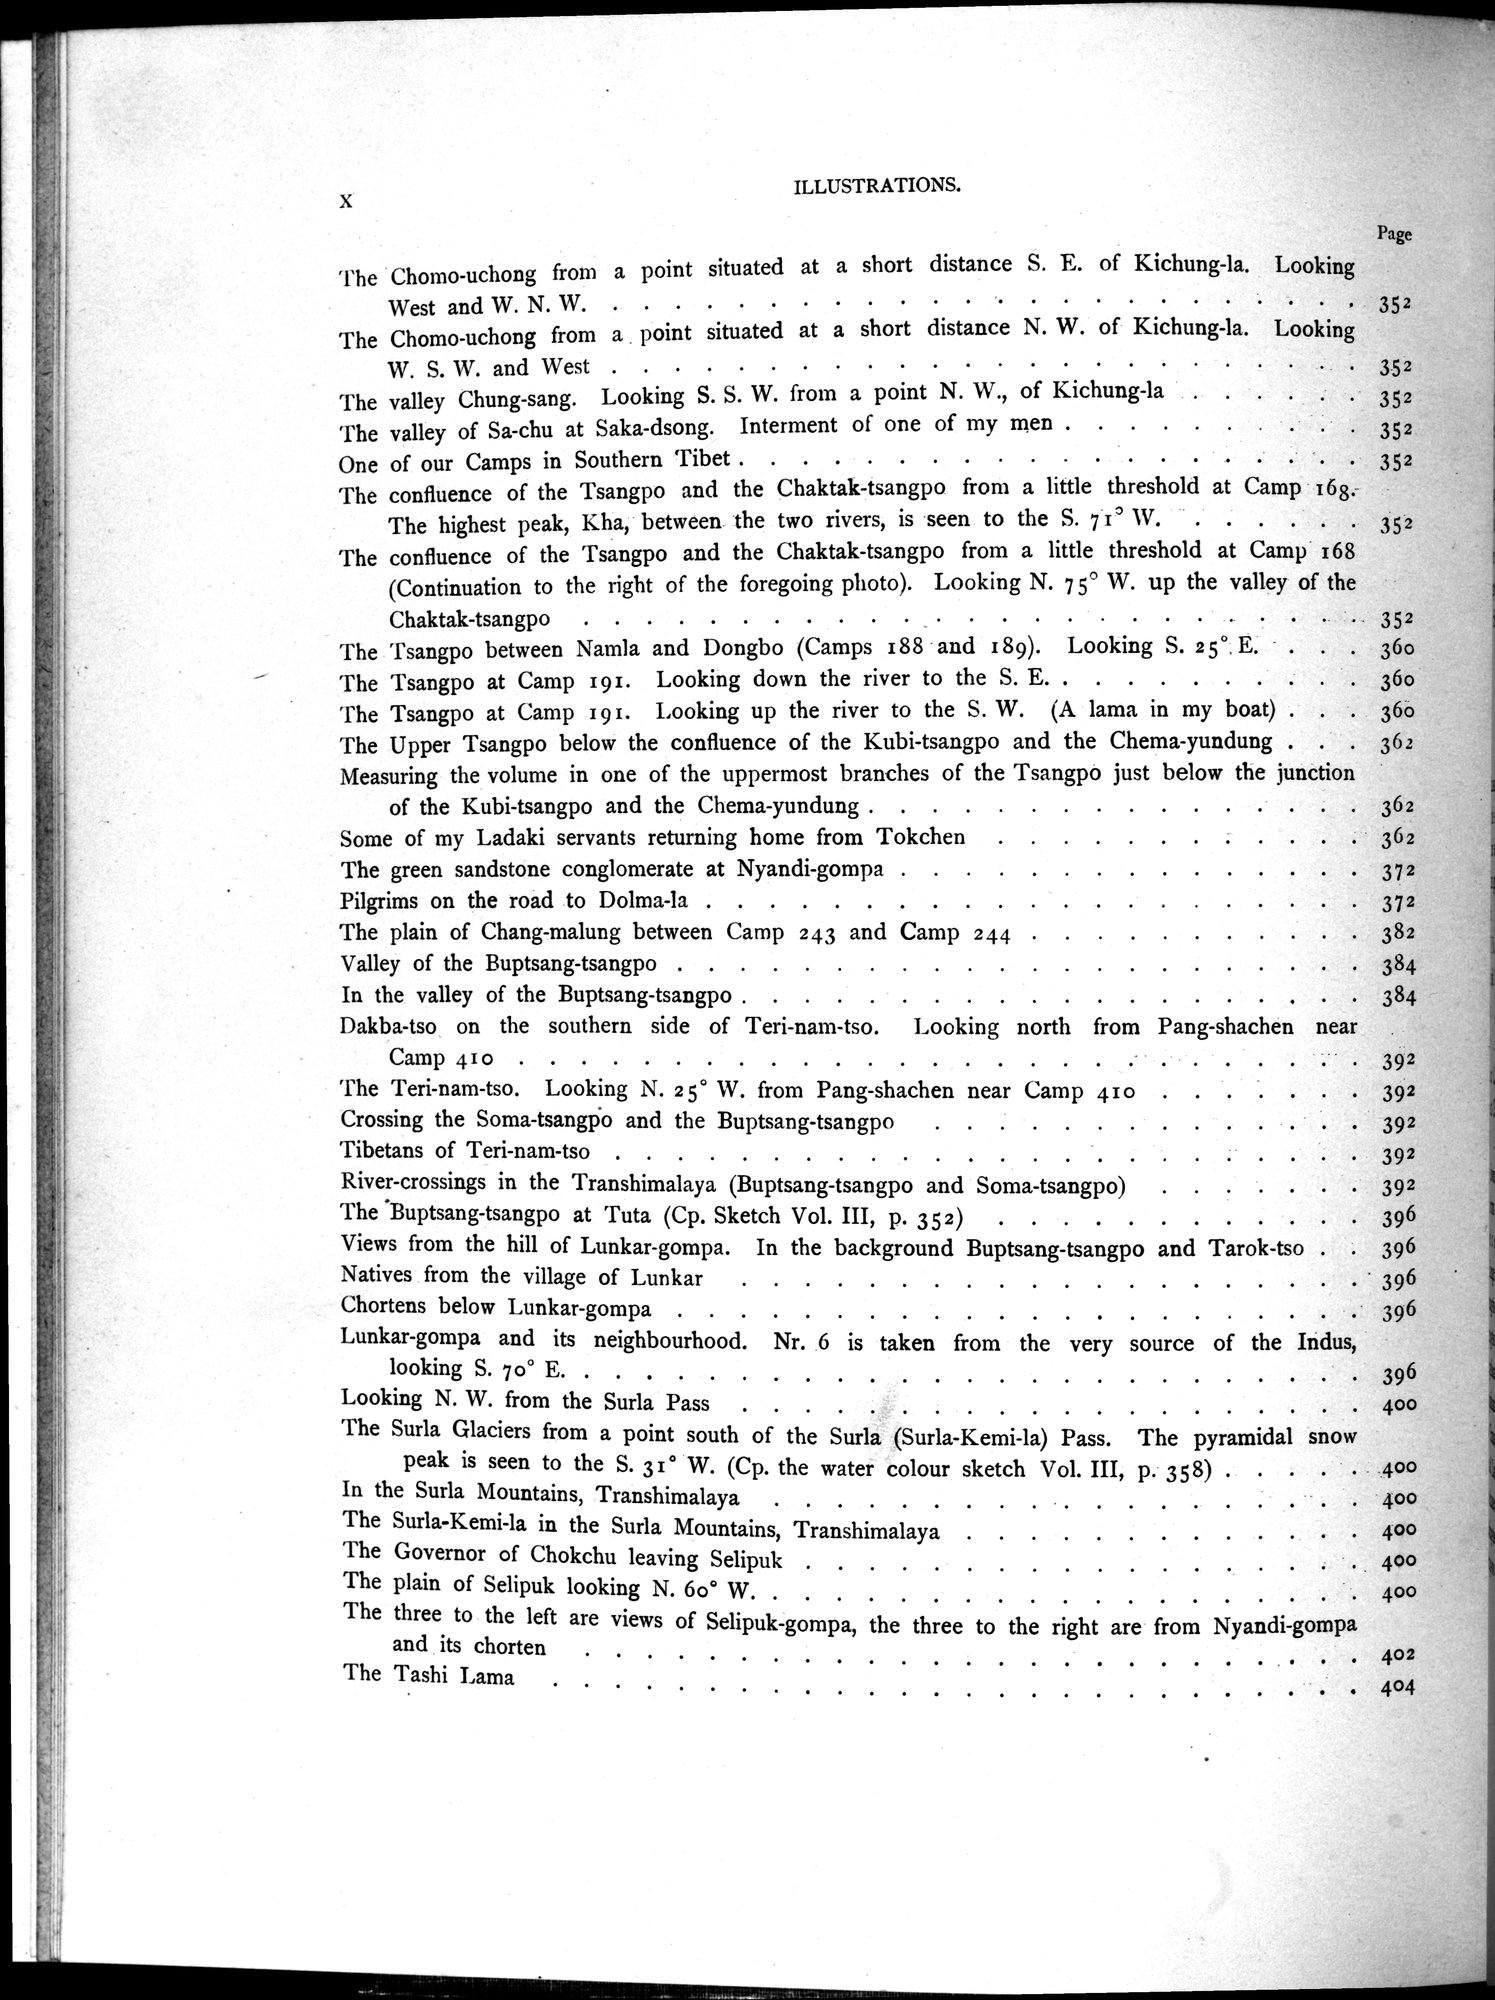 X
ILLUSTRATIONS.
Page
The Chomo-uchong from a point situated at a short distance S. E. of Kichung-la. Looking
West and W. N. W. . . . . . . . . . . . . . . . . . . . . . . . . 352
The Chomo-uchong from a point situated at a short distance N. W. of Kichung-la. Looking
W. S. W. and West . . . . . . . . . . . . . . . . . . . . . . . . 352
The valley Chung-sang. Looking S. S. W. from a point N. W., of Kichung-la . . . . . . 352
The valley of Sa-chu at Saka-dsong. Interment of one of my men . . . . . . . . . . 352
One of our Camps in Southern Tibet . . . . . . . . . . . . . . . . . . . . 352
The confluence of the Tsangpo and the Chaktak-tsangpo from a little threshold at Camp 168.
The highest peak, Kha, between the two rivers, is seen to the S. 71° W. . . . . . . 352
The confluence of the Tsangpo and the Chaktak-tsangpo from a little threshold at Camp 168
(Continuation to the right of the foregoing photo). Looking N. 75° W. up the valley of the
Chaktak-tsangpo . . . . . . . . . . . . . . . . . . . . . . . . . 352
The Tsangpo between Namla and Dongbo (Camps 188 and 189). Looking S. 25° E. . . . 360
The Tsangpo at Camp 191. Looking down the river to the S. E. . . . . . . . . . . 360
The Tsangpo at Camp 191. Looking up the river to the S. W. (A lama in my boat) . . . 360
The Upper Tsangpo below the confluence of the Kubi-tsangpo and the Chema-yundung . . . 362
Measuring the volume in one of the uppermost branches of the Tsangpo just below the junction
of the Kubi-tsangpo and the Chema-yundung . . . . . . . . . . . . . . . . 362
Some of my Ladaki servants returning home from Tokchen . . . . . . . . . . . . 362
The green sandstone conglomerate at Nyandi-gompa . . . . . . . . . . . . . . . 372
Pilgrims on the road to Dolma-la . . . . . . . . . . . . . . . . . . . . . 372
The plain of Chang-malung between Camp 243 and Camp 244 . . . . . . . . . . . 382
Valley of the Buptsang-tsangpo . . . . . . . . . . . . . . . . . . . . . . 384
In the valley of the Buptsang-tsangpo . . . . . . . . . . . . . . . . . . . . 384
Dakba-tso on the southern side of Teri-nam-tso. Looking north from Pang-shachen near
Camp 410 . . . . . . . . . . . . . . . . . . . . . . . . . . . 392
The Teri-nam-tso. Looking N. 25° W. from Pang-shachen near Camp 410 . . . . . . . 392
Crossing the Soma-tsangpo and the Buptsang-tsangpo . . . . . . . . . . . . . . 392
Tibetans of Teri-nam-tso . . . . . . . . . . . . . . . . . . . . . . . . 392
River-crossings in the Transhimalaya (Buptsang-tsangpo and Soma-tsangpo) . . . . . . . 392
The Buptsang-tsangpo at Tuta (Cp. Sketch Vol. III, p. 352) . . . . . . . . . . . . 396
Views from the hill of Lunkar-gompa. In the background Buptsang-tsangpo and Tarok-tso . . 396
Natives from the village of Lunkar . . . . . . . . . . . . . . . . . . . . 396
Chortens below Lunkar-gompa . . . . . . . . . . . . . . . . . . . . . . 396
Lunkar-gompa and its neighbourhood. Nr. 6 is taken from the very source of the Indus,
looking S. 70° E. . . . . . . . . . . . . . . . . . . . . . . . . . 396
Looking N. W. from the Surla Pass . . . . . . . . . . . . . . . . . . . . 400
The Surla Glaciers from a point south of the Surla (Surla-Kemi-la) Pass. The pyramidal snow
peak is seen to the S. 31° W. (Cp. the water colour sketch Vol. III, p. 358) . . . . . 400
In the Surla Mountains, Transhimalaya . . . . . . . . . . . . . . . . . . . 400
The Surla-Kemi-la in the Surla Mountains, Transhimalaya . . . . . . . . . . . . . 400
The Governor of Chokchu leaving Selipuk . . . . . . . . . . . . . . . . . . 400
The plain of Selipuk looking N. 60° W. . . . . . . . . . . . . . . . . . . . 400
The three to the left are views of Selipuk-gompa, the three to the right are from Nyandi-gompa
and its chorten . . . . . . . . . . . . . . . . . . . . . . . . . 402
The Tashi Lama . . . . . . . . . . . . . . . . . . . . . . . . . . 404